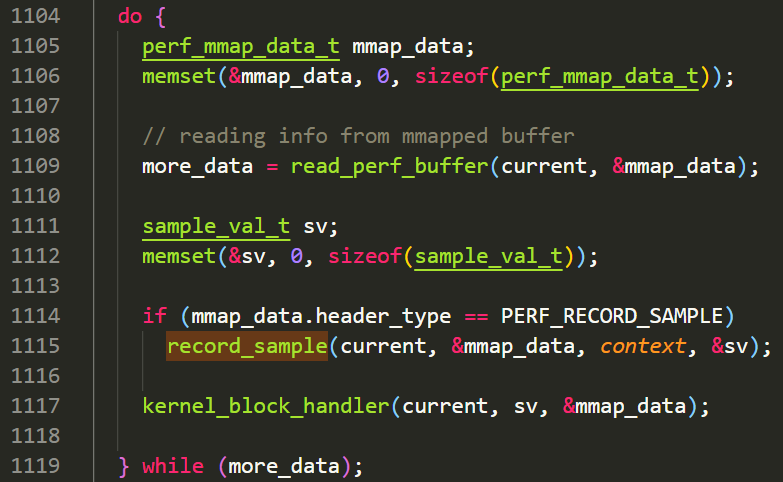 1104 do {
1105 perf_mmap_data_t mmap_data;
1106 memset(&mmap_data, 0, sizeof(perf_mmap_data_t));
1107
1108 // reading info from mmapped buffer
1109 more_data = read_perf_buffer(current, &mmap_data);
1110
1111 sample_val_t sv;
1112 memset(&sv, 0, sizeof(sample_val_t));
1113
1114 if (mmap_data.header_type == PERF_RECORD_SAMPLE)
1115 record_sample(current, &mmap_data, context, &sv);
1116
1117 kernel_block_handler(current, sv, &mmap_data);
1118
1119 } while (more_data);